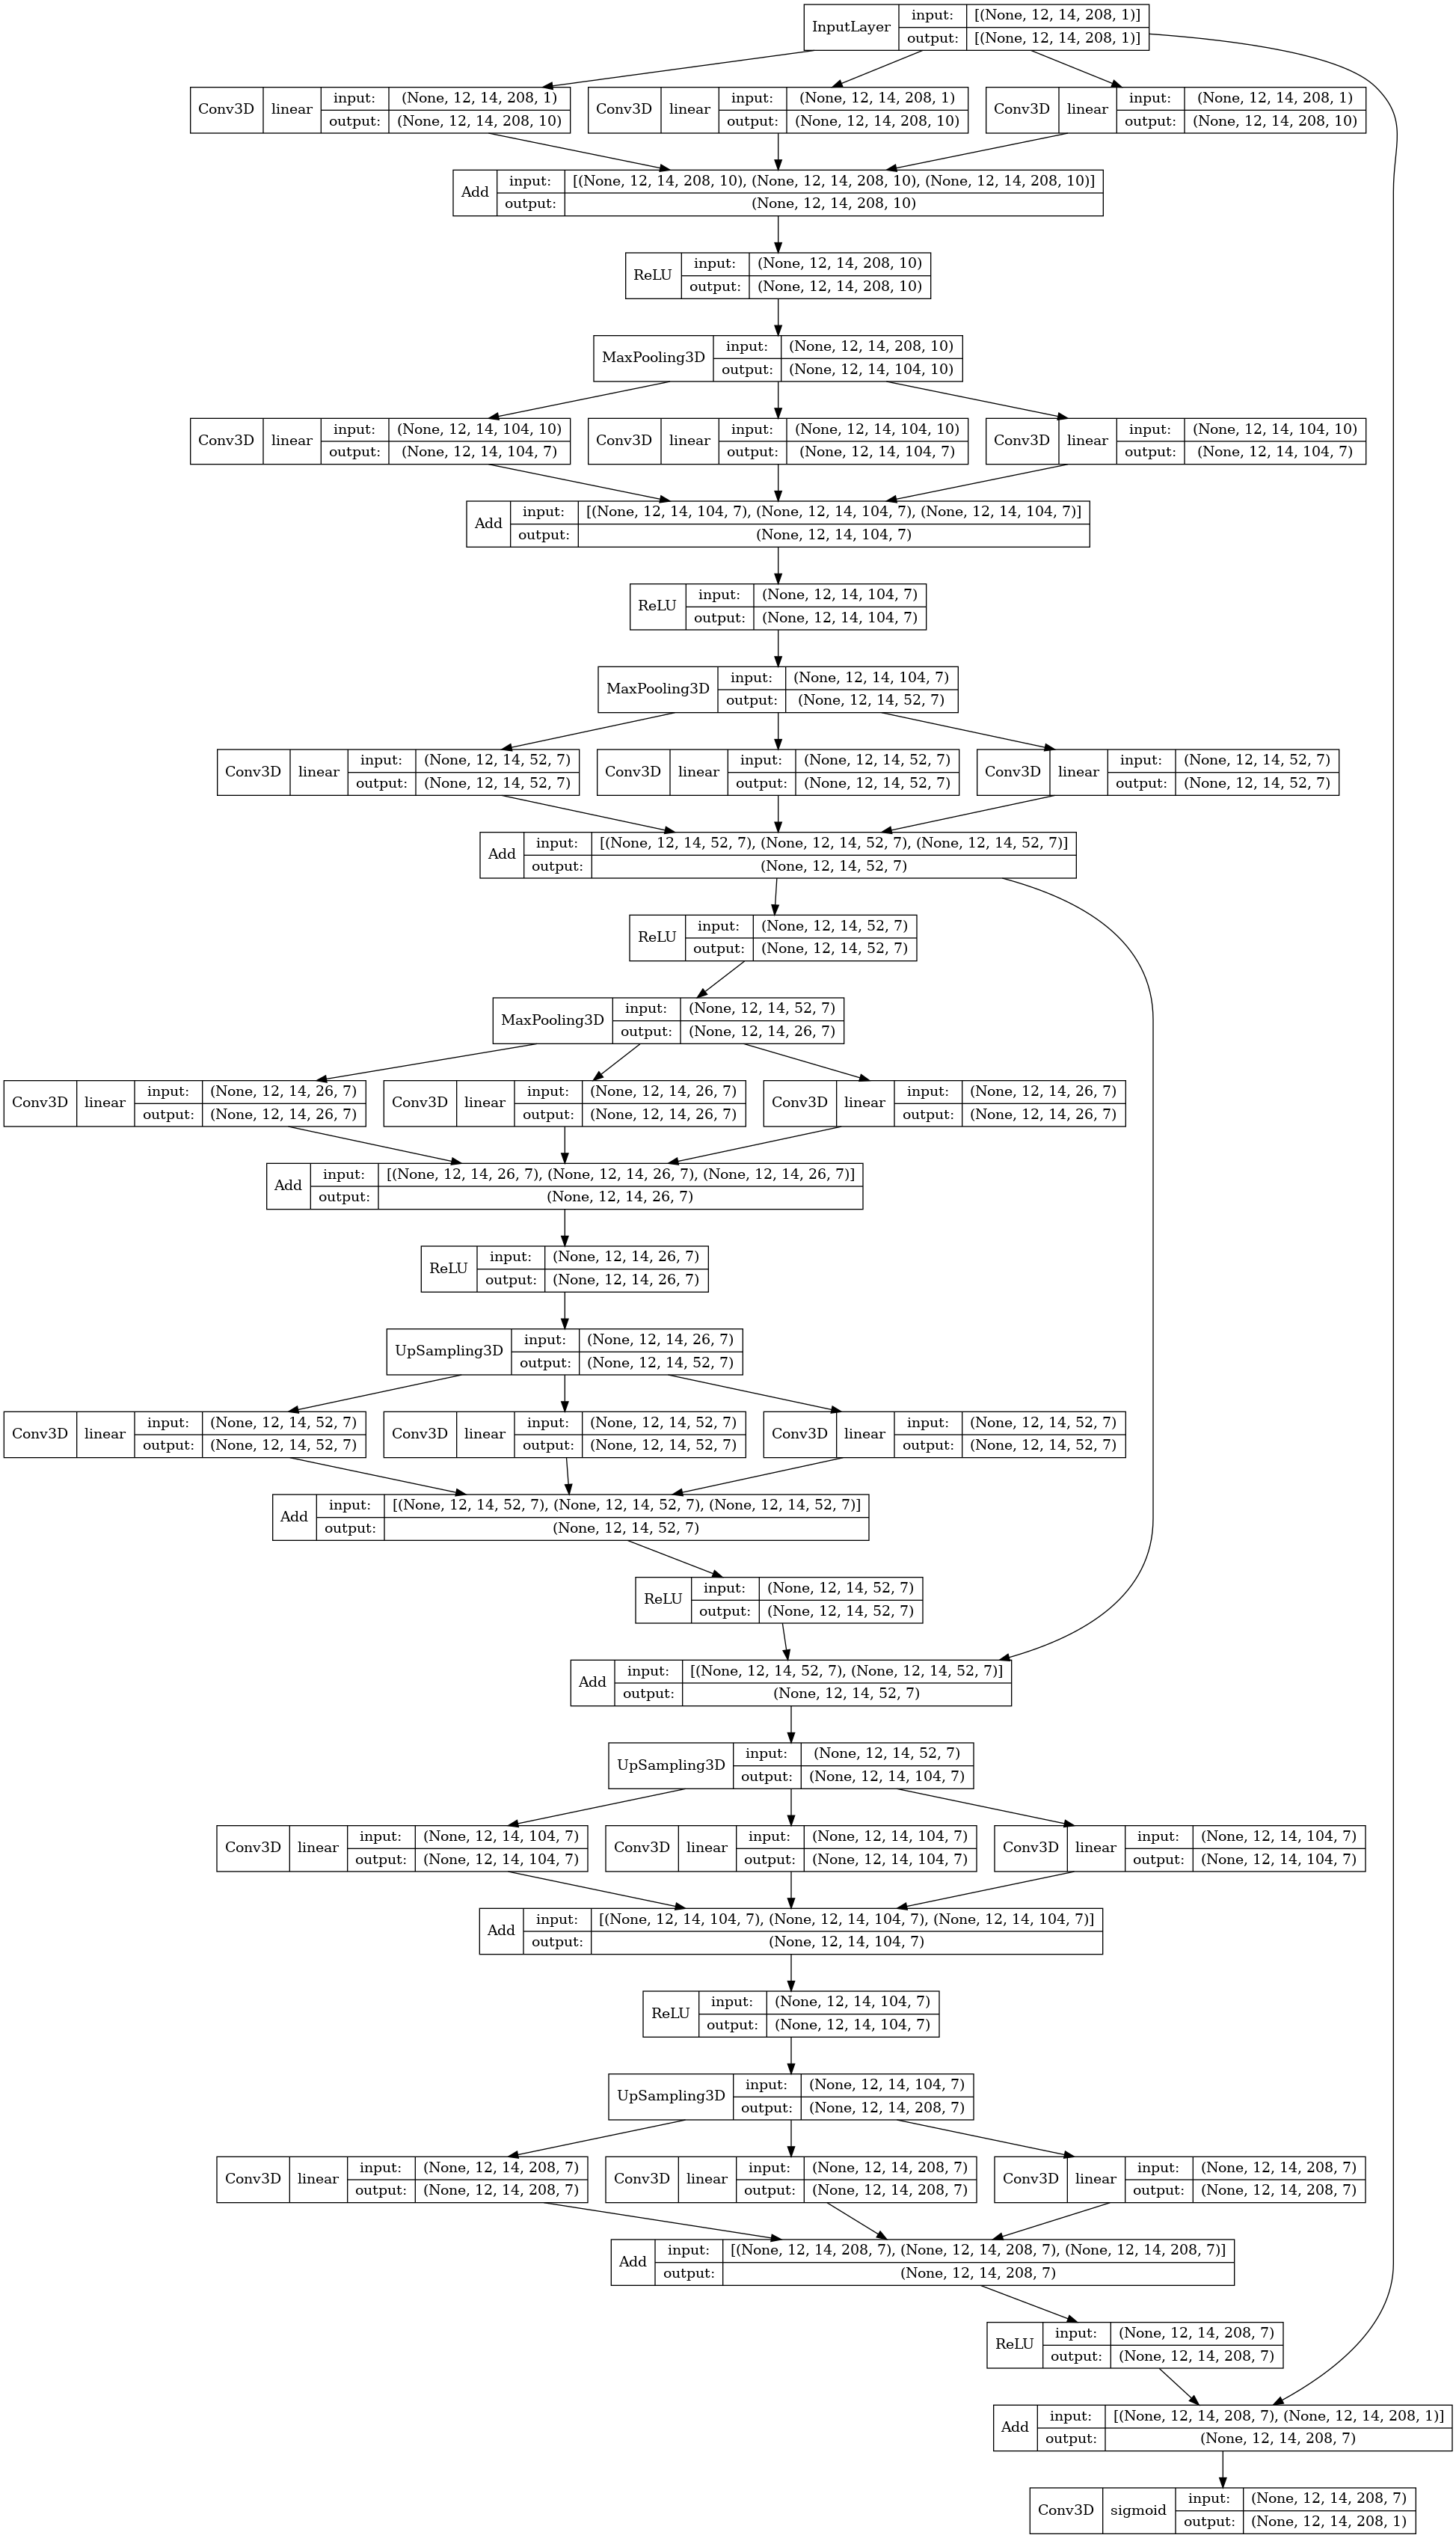 InputLayer input: [(None, 12, 14, 208, 1)]
output: [(None, 12, 14, 208, 1)]
Conv3D linear input: (None, 12, 14, 208, 1)
output: (None, 12, 14, 208, 10)
Conv3D linear input: (None, 12, 14, 208, 1)
output: (None, 12, 14, 208, 10)
Conv3D linear input: (None, 12, 14, 208, 1)
output: (None, 12, 14, 208, 10)
Add input: [(None, 12, 14, 208, 10), (None, 12, 14, 208, 10), (None, 12, 14, 208, 10)]
output: (None, 12, 14, 208, 10)
ReLU input: (None, 12, 14, 208, 10)
output: (None, 12, 14, 208, 10)
MaxPooling3D input: (None, 12, 14, 208, 10)
output: (None, 12, 14, 104, 10)
Conv3D linear input: (None, 12, 14, 104, 10)
output: (None, 12, 14, 104, 7)
Conv3D linear input: (None, 12, 14, 104, 10)
output: (None, 12, 14, 104, 7)
Conv3D linear input: (None, 12, 14, 104, 10)
output: (None, 12, 14, 104, 7)
Add input: [(None, 12, 14, 104, 7), (None, 12, 14, 104, 7), (None, 12, 14, 104, 7)]
output: (None, 12, 14, 104, 7)
ReLU input: (None, 12, 14, 104, 7)
output: (None, 12, 14, 104, 7)
MaxPooling3D input: (None, 12, 14, 104, 7)
output: (None, 12, 14, 52, 7)
Conv3D linear input: (None, 12, 14, 52, 7)
output: (None, 12, 14, 52, 7)
Conv3D linear input: (None, 12, 14, 52, 7)
output: (None, 12, 14, 52, 7)
Conv3D linear input: (None, 12, 14, 52, 7)
output: (None, 12, 14, 52, 7)
Add input: [(None, 12, 14, 52, 7), (None, 12, 14, 52, 7), (None, 12, 14, 52, 7)]
output: (None, 12, 14, 52, 7)
ReLU input: (None, 12, 14, 52, 7)
output: (None, 12, 14, 52, 7)
MaxPooling3D input: (None, 12, 14, 52, 7)
output: (None, 12, 14, 26, 7)
Conv3D linear input: (None, 12, 14, 26, 7)
output: (None, 12, 14, 26, 7)
Conv3D linear input: (None, 12, 14, 26, 7)
output: (None, 12, 14, 26, 7)
Conv3D linear input: (None, 12, 14, 26, 7)
output: (None, 12, 14, 26, 7)
Add input: [(None, 12, 14, 26, 7), (None, 12, 14, 26, 7), (None, 12, 14, 26, 7)]
output: (None, 12, 14, 26, 7)
ReLU input: (None, 12, 14, 26, 7)
output: (None, 12, 14, 26, 7)
UpSampling3D input: (None, 12, 14, 26, 7)
output: (None, 12, 14, 52, 7)
Conv3D linear input: (None, 12, 14, 52, 7)
output: (None, 12, 14, 52, 7)
Conv3D linear input: (None, 12, 14, 52, 7)
output: (None, 12, 14, 52, 7)
Conv3D linear input: (None, 12, 14, 52, 7)
output: (None, 12, 14, 52, 7)
Add input: [(None, 12, 14, 52, 7), (None, 12, 14, 52, 7), (None, 12, 14, 52, 7)]
output: (None, 12, 14, 52, 7)
ReLU input: (None, 12, 14, 52, 7)
output: (None, 12, 14, 52, 7)
Add input: [(None, 12, 14, 52, 7), (None, 12, 14, 52, 7)]
output: (None, 12, 14, 52, 7)
UpSampling3D input: (None, 12, 14, 52, 7)
output: (None, 12, 14, 104, 7)
Conv3D linear input: (None, 12, 14, 104, 7)
output: (None, 12, 14, 104, 7)
Conv3D linear input: (None, 12, 14, 104, 7)
output: (None, 12, 14, 104, 7)
Conv3D linear input: (None, 12, 14, 104, 7)
output: (None, 12, 14, 104, 7)
Add input: [(None, 12, 14, 104, 7), (None, 12, 14, 104, 7), (None, 12, 14, 104, 7)]
output: (None, 12, 14, 104, 7)
ReLU input: (None, 12, 14, 104, 7)
output: (None, 12, 14, 104, 7)
UpSampling3D input: (None, 12, 14, 104, 7)
output: (None, 12, 14, 208, 7)
Conv3D linear input: (None, 12, 14, 208, 7)
output: (None, 12, 14, 208, 7)
Conv3D linear input: (None, 12, 14, 208, 7)
output: (None, 12, 14, 208, 7)
Conv3D linear input: (None, 12, 14, 208, 7)
output: (None, 12, 14, 208, 7)
Add input: [(None, 12, 14, 208, 7), (None, 12, 14, 208, 7), (None, 12, 14, 208, 7)]
output: (None, 12, 14, 208, 7)
ReLU input: (None, 12, 14, 208, 7)
output: (None, 12, 14, 208, 7)
Add input: [(None, 12, 14, 208, 7), (None, 12, 14, 208, 1)]
output: (None, 12, 14, 208, 7)
Conv3D sigmoid input: (None, 12, 14, 208, 7)
output: (None, 12, 14, 208, 1)